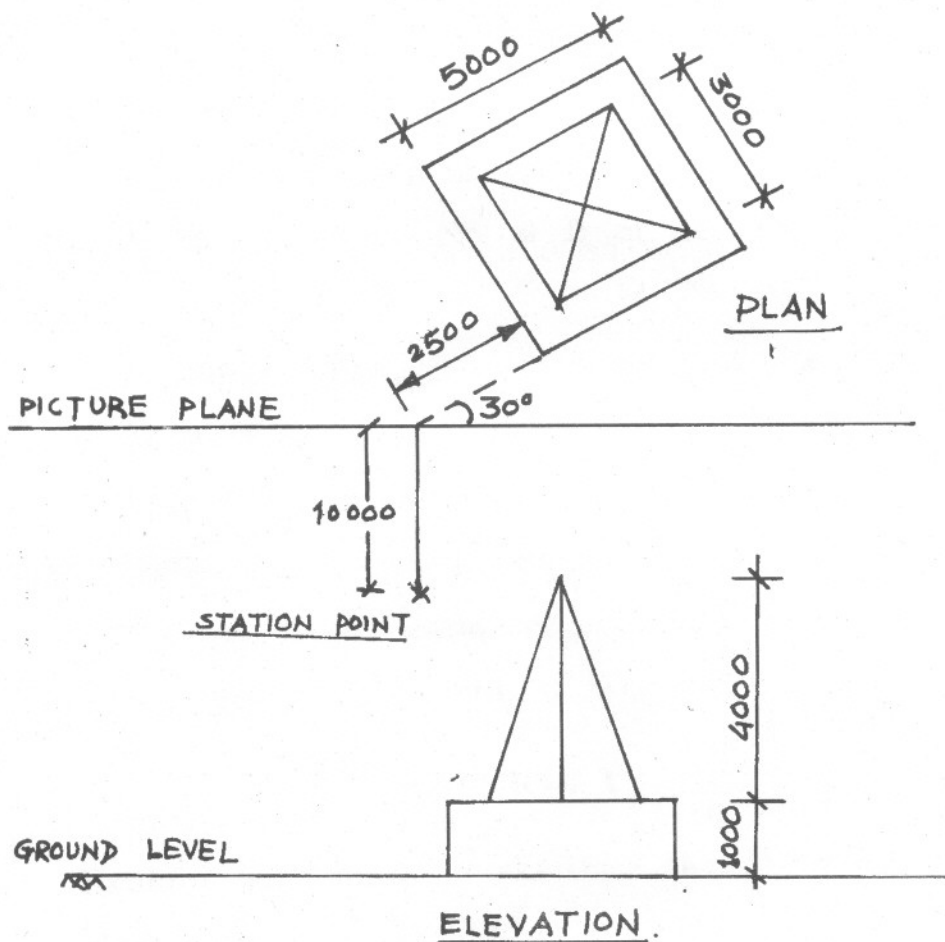 5000
3000
PLAN
2500
30°
PICTURE PLANE
10000
STATION POINT
4000
1000
GROUND LEVEL
ELEVATION.